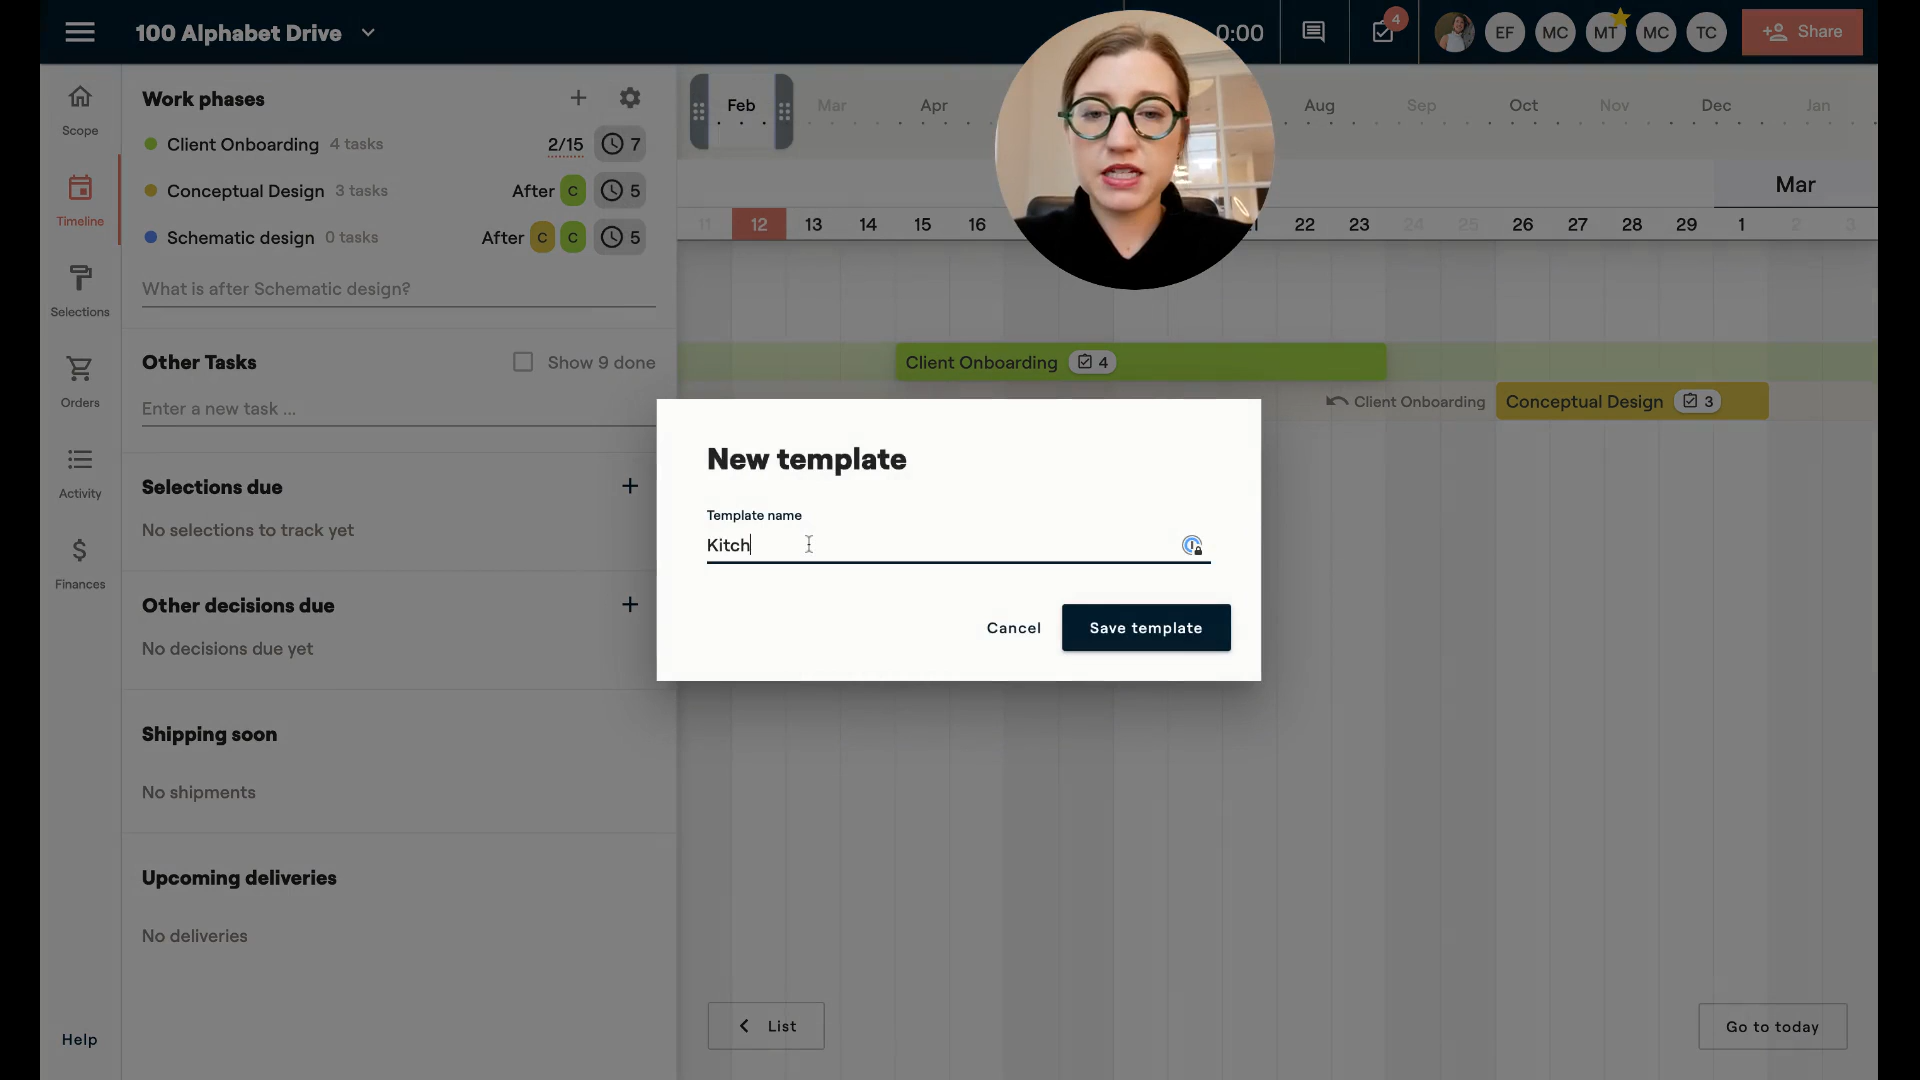 100 Alphabet Drive
0:00
4
EF
MC
MT
MC
TC
Share
Scope
Timeline
Selections
Orders
Activity
Finances
Help
Work phases
Client Onboarding 4 tasks 2/15 7
Conceptual Design 3 tasks After C 5
Schematic design 0 tasks After C C 5
What is after Schematic design?
Other Tasks Show 9 done
Enter a new task ...
Selections due
No selections to track yet
Other decisions due
No decisions due yet
Shipping soon
No shipments
Upcoming deliveries
No deliveries
Feb Mar Apr Aug Sep Oct Nov Dec Jan
Mar
11 12 13 14 15 16 22 23 24 25 26 27 28 29 1 2 3
Client Onboarding 4
Client Onboarding Conceptual Design 3
New template
Template name
Kitch
Cancel Save template
List
Go to today